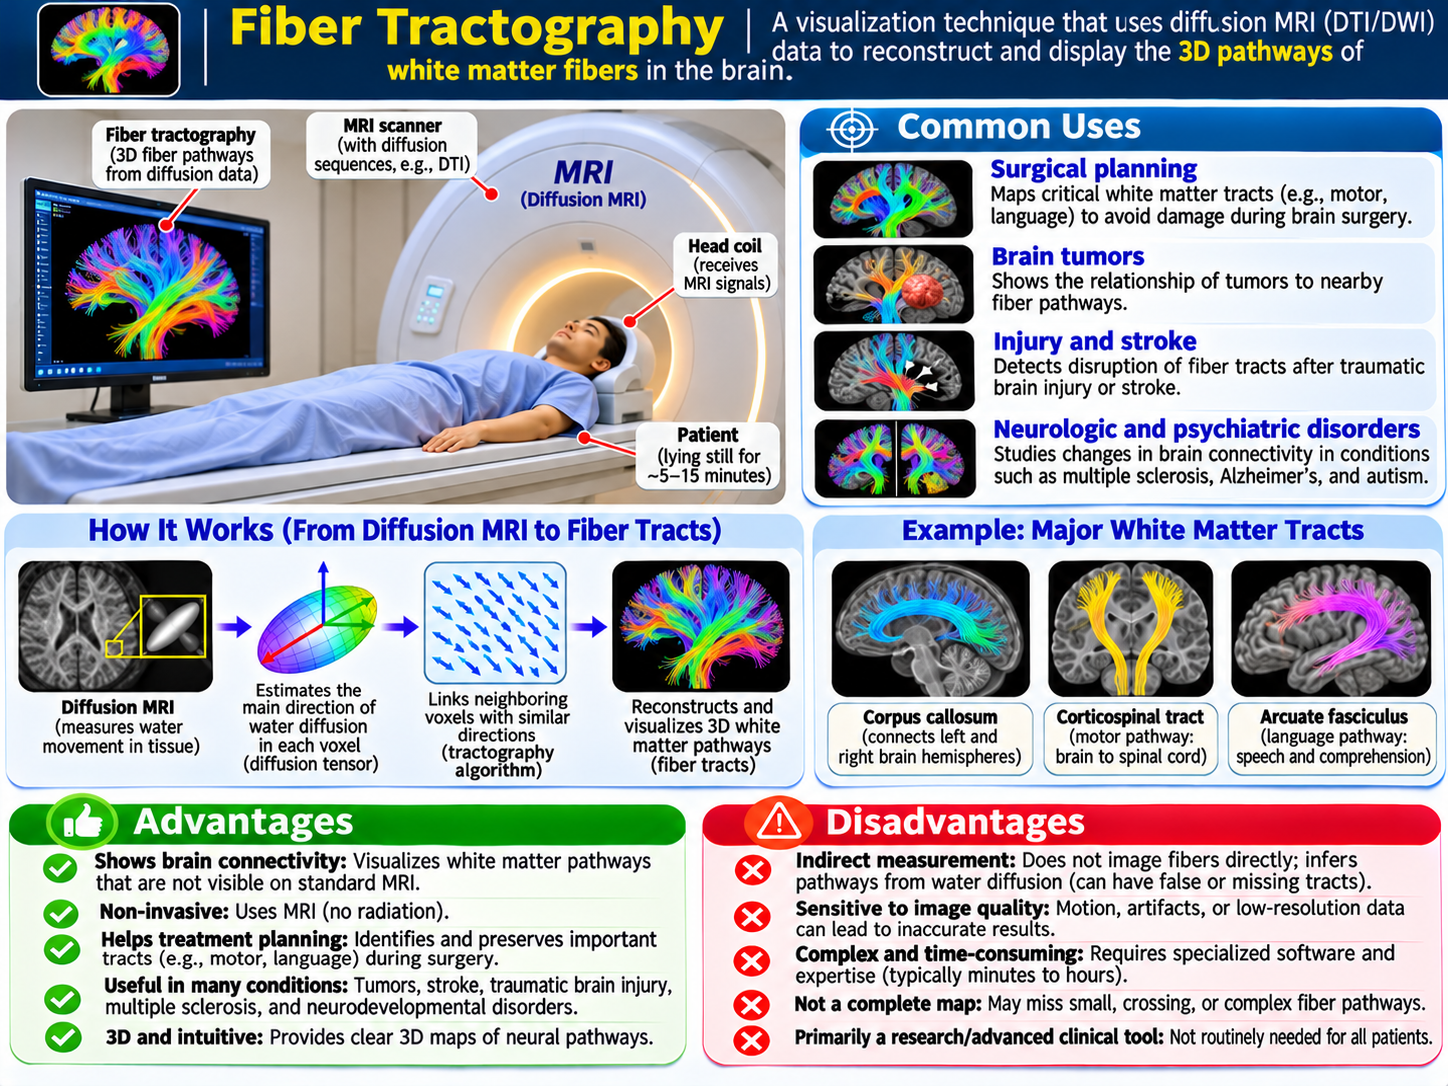 Fiber Tractography
A visualization technique that uses diffusion MRI (DTI/DWI)
data to reconstruct and display the 3D pathways of
white matter fibers in the brain.
Fiber tractography
(3D fiber pathways
from diffusion data)
MRI scanner
(with diffusion
sequences, e.g., DTI)
MRI
(Diffusion MRI)
Head coil
(receives
MRI signals)
Patient
(lying still for
~5–15 minutes)
Common Uses
Surgical planning
Maps critical white matter tracts (e.g., motor,
language) to avoid damage during brain surgery.
Brain tumors
Shows the relationship of tumors to nearby
fiber pathways.
Injury and stroke
Detects disruption of fiber tracts after traumatic
brain injury or stroke.
Neurologic and psychiatric disorders
Studies changes in brain connectivity in conditions
such as multiple sclerosis, Alzheimer's, and autism.
How It Works (From Diffusion MRI to Fiber Tracts)
Diffusion MRI
(measures water
movement in tissue)
Estimates the
main direction of
water diffusion
in each voxel
(diffusion tensor)
Links neighboring
voxels with similar
directions
(tractography
algorithm)
Reconstructs and
visualizes 3D white
matter pathways
(fiber tracts)
Example: Major White Matter Tracts
Corpus callosum
(connects left and
right brain hemispheres)
Corticospinal tract
(motor pathway:
brain to spinal cord)
Arcuate fasciculus
(language pathway:
speech and comprehension)
Advantages
Shows brain connectivity: Visualizes white matter pathways
that are not visible on standard MRI.
Non-invasive: Uses MRI (no radiation).
Helps treatment planning: Identifies and preserves important
tracts (e.g., motor, language) during surgery.
Useful in many conditions: Tumors, stroke, traumatic brain injury,
multiple sclerosis, and neurodevelopmental disorders.
3D and intuitive: Provides clear 3D maps of neural pathways.
Disadvantages
Indirect measurement: Does not image fibers directly; infers
pathways from water diffusion (can have false or missing tracts).
Sensitive to image quality: Motion, artifacts, or low-resolution data
can lead to inaccurate results.
Complex and time-consuming: Requires specialized software and
expertise (typically minutes to hours).
Not a complete map: May miss small, crossing, or complex fiber pathways.
Primarily a research/advanced clinical tool: Not routinely needed for all patients.